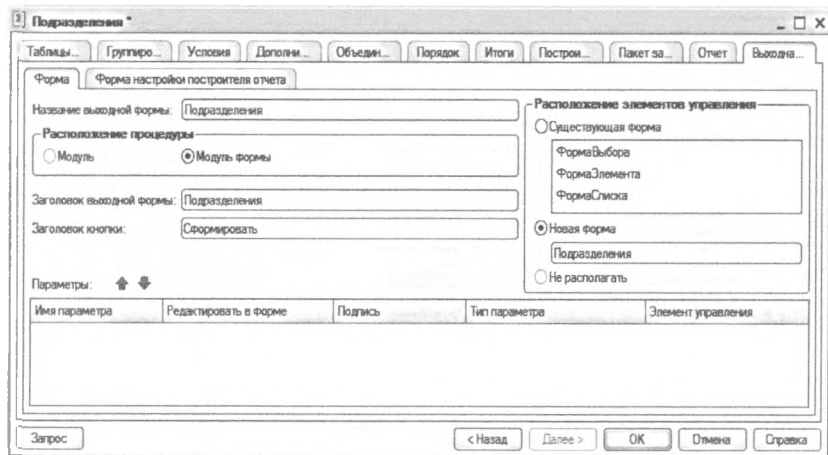 Подразделения *
Таблицы... Группиро... Условия Дополни... Объедин... Порядок Итоги Построи... Пакет за... Отчет Выходна...
Форма Форма настройки построителя отчета
Название выходной формы: Подразделения
Расположение процедуры
Модуль Модуль формы
Заголовок выходной формы: Подразделения
Заголовок кнопки: Сформировать
Расположение элементов управления
Существующая форма
ФормаВыбора
ФормаЭлемента
ФормаСписка
Новая форма
Подразделения
Не располагать
Параметры:
Имя параметра Редактировать в форме Подпись Тип параметра Элемент управления
Запрос < Назад Далее > OK Отмена Справка